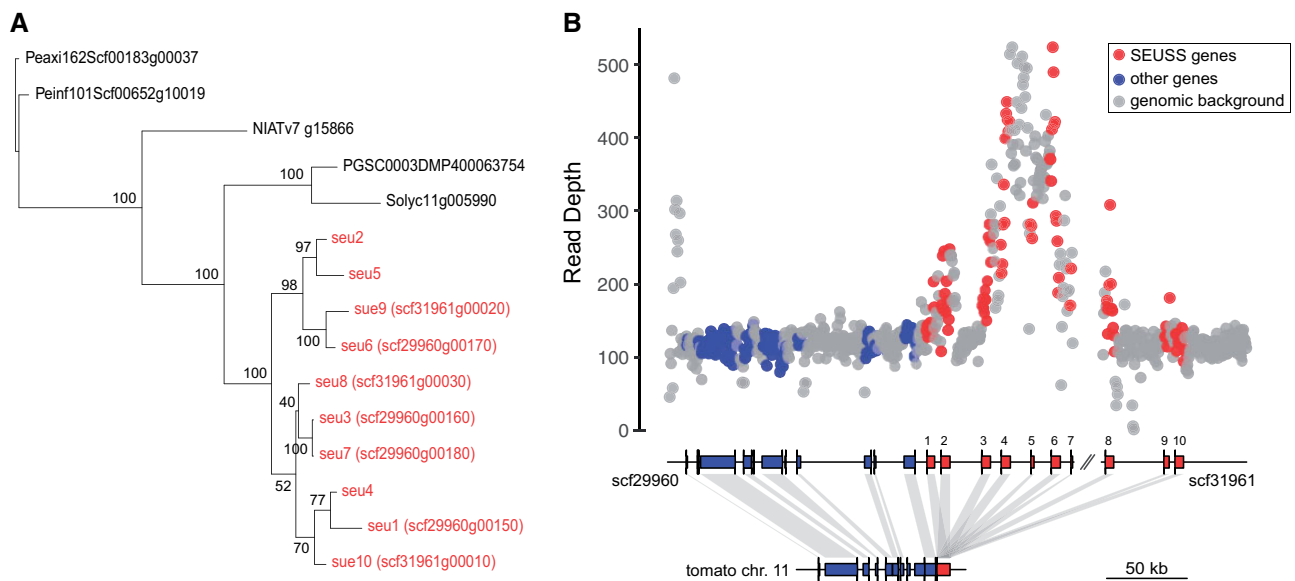 A
Peaxi162Scf00183g00037
Peinf101Scf00652g10019
NIATv7 g15866
100
PGSC0003DMP400063754
100
Solyc11g005990
100
seu2
97
seu5
98
sue9 (scf31961g00020)
100
seu6 (scf29960g00170)
100
seu8 (scf31961g00030)
40
seu3 (scf29960g00160)
100
seu7 (scf29960g00180)
52
seu4
77
seu1 (scf29960g00150)
70
sue10 (scf31961g00010)
B
Read Depth
500
400
300
200
100
0
SEUSS genes
other genes
genomic background
1 2 3 4 5 6 7 8 9 10
scf29960
scf31961
tomato chr. 11
50 kb